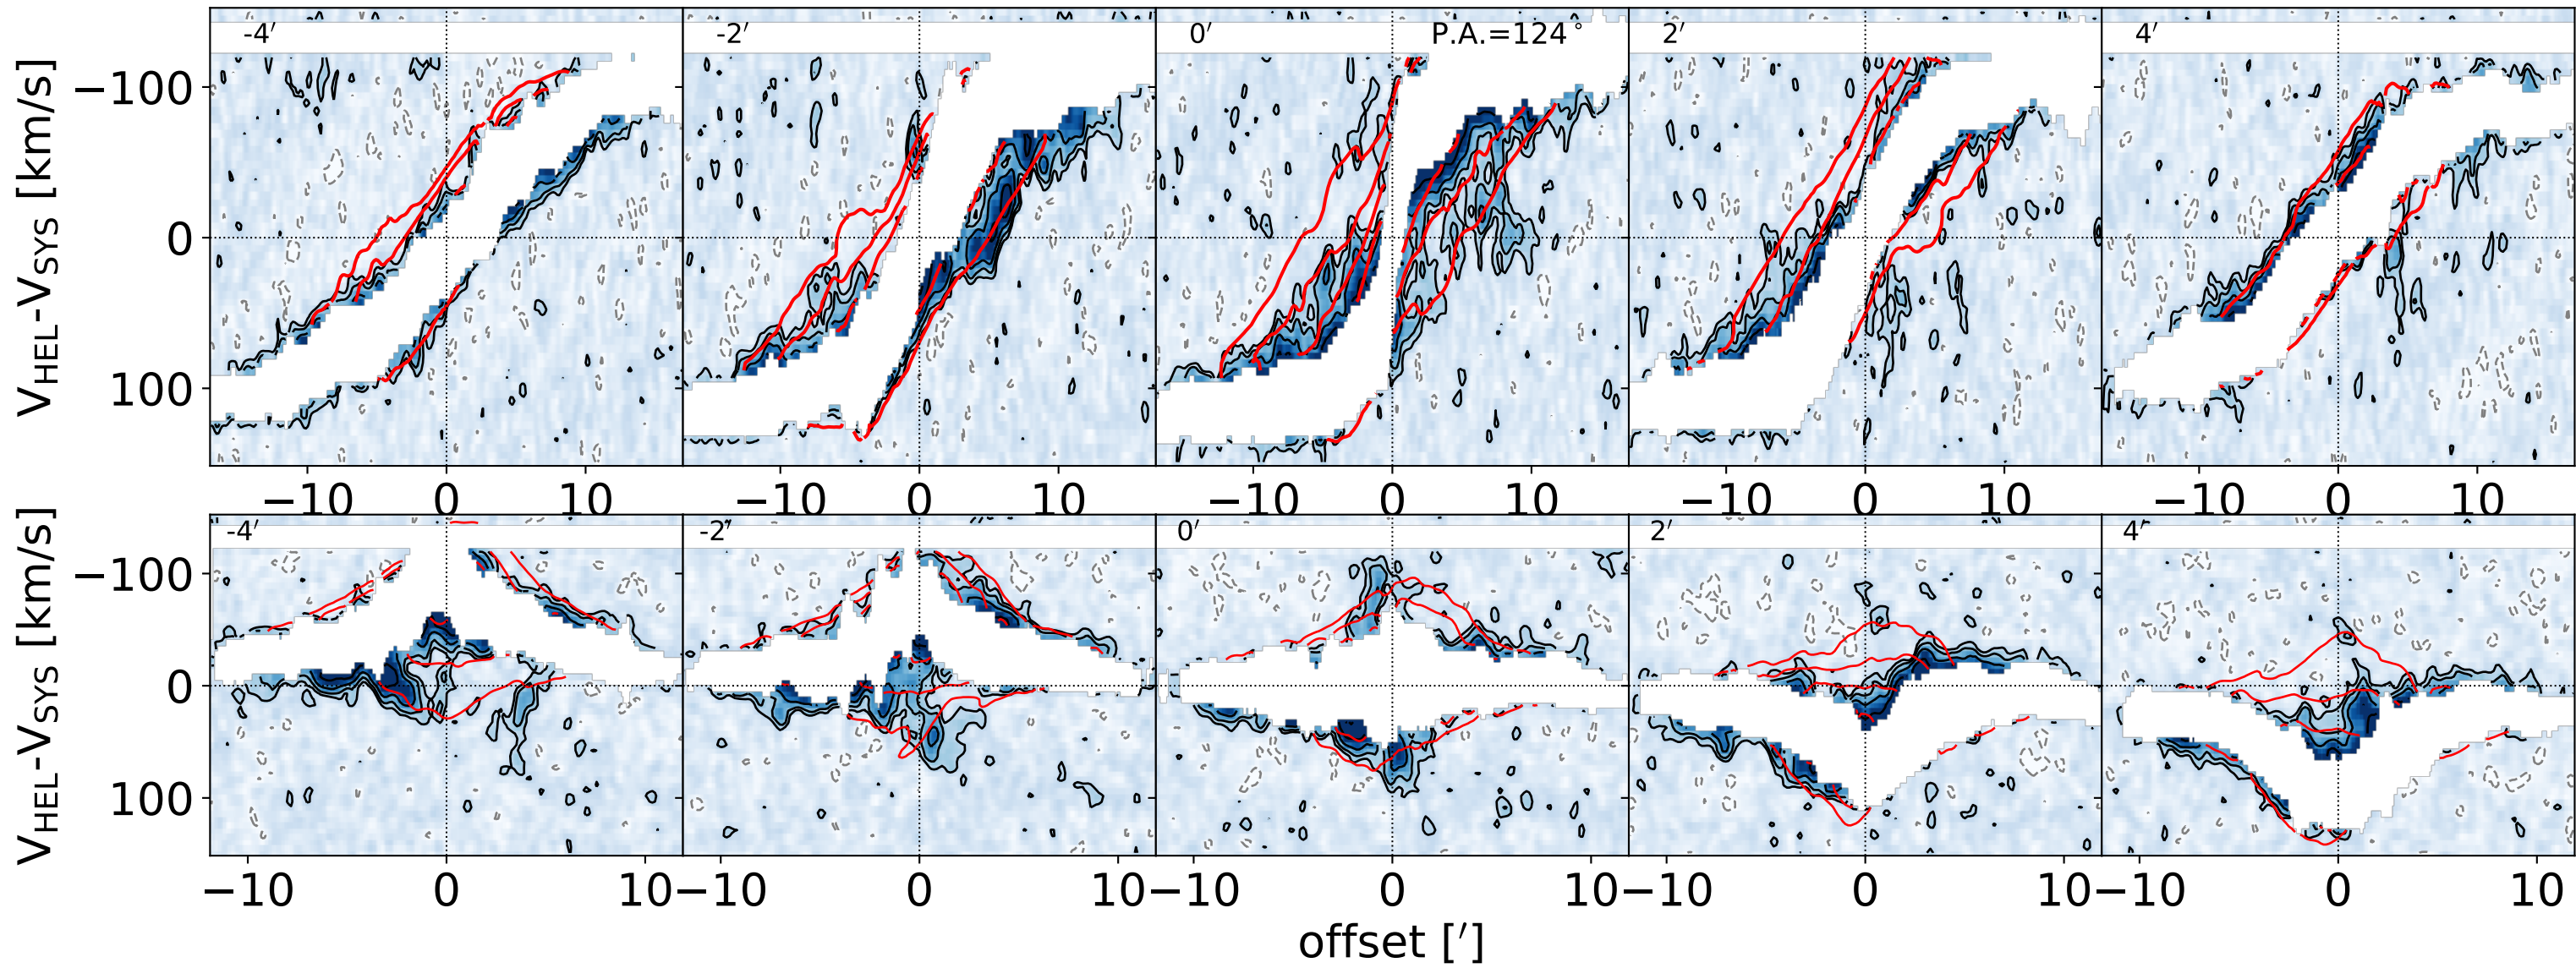 -4′ -2′ 0′ P.A.=124° 2′ 4′
V_HEL-V_SYS [km/s]
−100
0
100
−10 0 10 −10 0 10 −10 0 10 −10 0 10 −10 0 10
-4′ -2′ 0′ 2′ 4′
V_HEL-V_SYS [km/s]
−100
0
100
−10 0 10 −10 0 10 −10 0 10 −10 0 10 −10 0 10
offset [′]